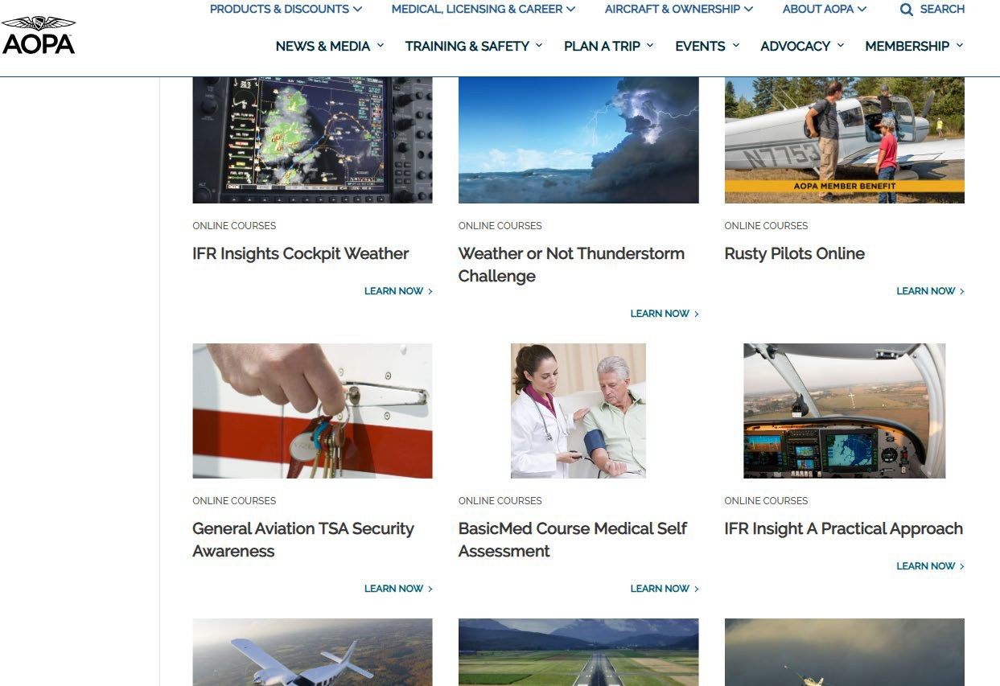 PRODUCTS & DISCOUNTS
MEDICAL, LICENSING & CAREER
AIRCRAFT & OWNERSHIP
ABOUT AOPA
SEARCH
AOPA
NEWS & MEDIA
TRAINING & SAFETY
PLAN A TRIP
EVENTS
ADVOCACY
MEMBERSHIP
N7753
AOPA MEMBER BENEFIT
ONLINE COURSES
IFR Insights Cockpit Weather
LEARN NOW
ONLINE COURSES
Weather or Not Thunderstorm
Challenge
LEARN NOW
ONLINE COURSES
Rusty Pilots Online
LEARN NOW
ONLINE COURSES
General Aviation TSA Security
Awareness
LEARN NOW
ONLINE COURSES
BasicMed Course Medical Self
Assessment
LEARN NOW
ONLINE COURSES
IFR Insight A Practical Approach
LEARN NOW